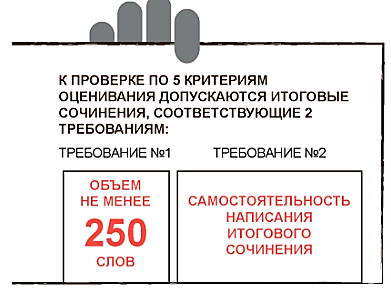 К ПРОВЕРКЕ ПО 5 КРИТЕРИЯМ
ОЦЕНИВАНИЯ ДОПУСКАЮТСЯ ИТОГОВЫЕ
СОЧИНЕНИЯ, СООТВЕТСТВУЮЩИЕ 2
ТРЕБОВАНИЯМ:
ТРЕБОВАНИЕ №1
ОБЪЕМ
НЕ МЕНЕЕ
250
СЛОВ
ТРЕБОВАНИЕ №2
САМОСТОЯТЕЛЬНОСТЬ
НАПИСАНИЯ
ИТОГОВОГО
СОЧИНЕНИЯ